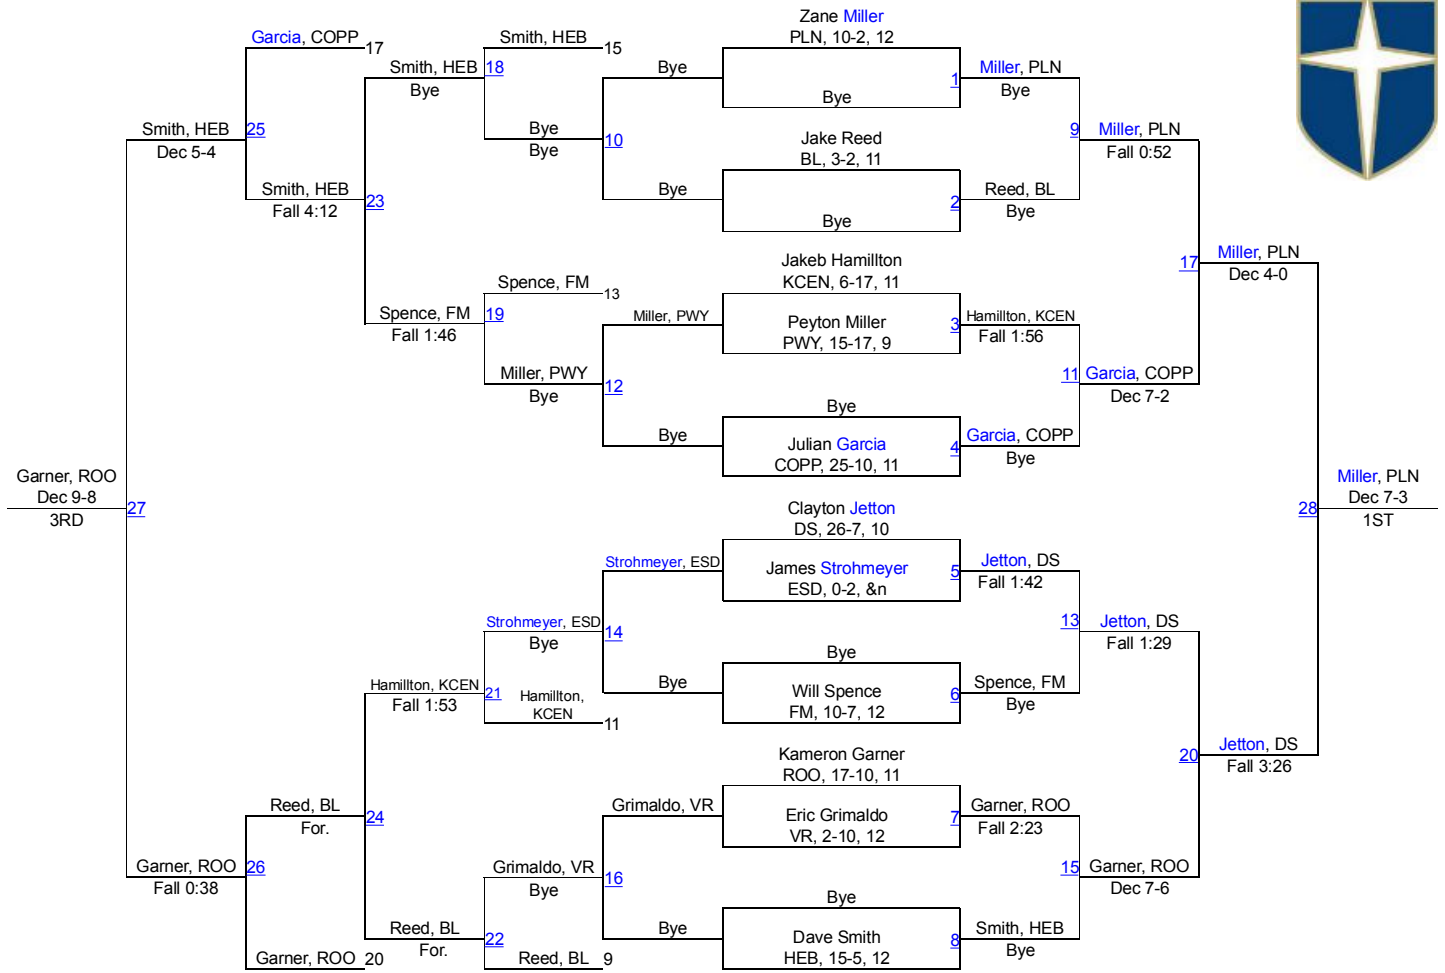 Zane Miller
PLN, 10-2, 12
Garcia, COPP 17
Smith, HEB 15
Smith, HEB 18
Bye
Bye
Bye
1
Miller, PLN
Bye
Smith, HEB
Dec 5-4
25
Bye
Bye
10
Jake Reed
BL, 3-2, 11
9
Miller, PLN
Fall 0:52
Smith, HEB
Fall 4:12
23
Bye
Bye
2
Reed, BL
Bye
Jakeb Hamillton
KCEN, 6-17, 11
17
Miller, PLN
Dec 4-0
Spence, FM 13
Spence, FM
Fall 1:46
19
Miller, PWY
Peyton Miller
PWY, 15-17, 9
3
Hamillton, KCEN
Fall 1:56
Miller, PWY
Bye
12
11
Garcia, COPP
Dec 7-2
Bye
Bye
Julian Garcia
COPP, 25-10, 11
4
Garcia, COPP
Bye
Garner, ROO
Dec 9-8
3RD
27
Clayton Jetton
DS, 26-7, 10
28
Miller, PLN
Dec 7-3
1ST
Strohmeyer, ESD
James Strohmeyer
ESD, 0-2, &n
5
Jetton, DS
Fall 1:42
Strohmeyer, ESD
Bye
14
13
Jetton, DS
Fall 1:29
Bye
Hamillton, KCEN
Fall 1:53
21
Hamillton,
KCEN
11
Bye
Will Spence
FM, 10-7, 12
6
Spence, FM
Bye
Kameron Garner
ROO, 17-10, 11
20
Jetton, DS
Fall 3:26
Reed, BL
For.
24
Grimaldo, VR
Eric Grimaldo
VR, 2-10, 12
7
Garner, ROO
Fall 2:23
Garner, ROO
Fall 0:38
26
Grimaldo, VR
Bye
16
15
Garner, ROO
Dec 7-6
Bye
Reed, BL
For.
22
Bye
Dave Smith
HEB, 15-5, 12
8
Smith, HEB
Bye
Garner, ROO 20
Reed, BL 9